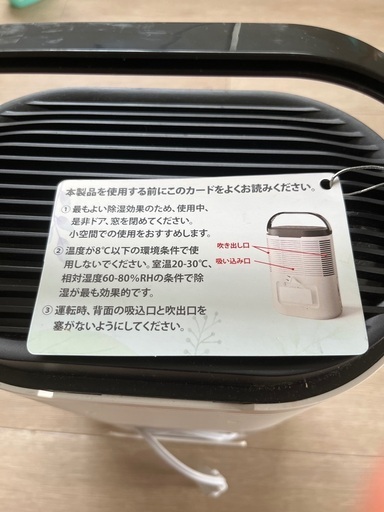 本製品を使用する前にこのカードをよくお読みください。
① 最もよい除湿効果のため、使用中、
是非ドア、窓を閉めてください。
小空間での使用をおすすめします。
② 温度が8℃以下の環境条件で使
用しないでください。室温20-30℃、
相対湿度60-80%RHの条件で除
湿が最も効果的です。
③ 運転時、背面の吸込口と吹出口を
塞がないようにしてください。
吹き出し口
吸い込み口